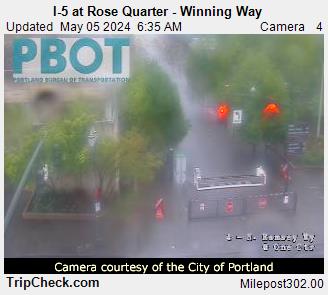 I-5 at Rose Quarter - Winning Way
Updated May 05 2024 6:35 AM Camera 4
PBOT
PORTLAND BUREAU OF TRANSPORTATION
Camera courtesy of the City of Portland
TripCheck.com Milepost302.00